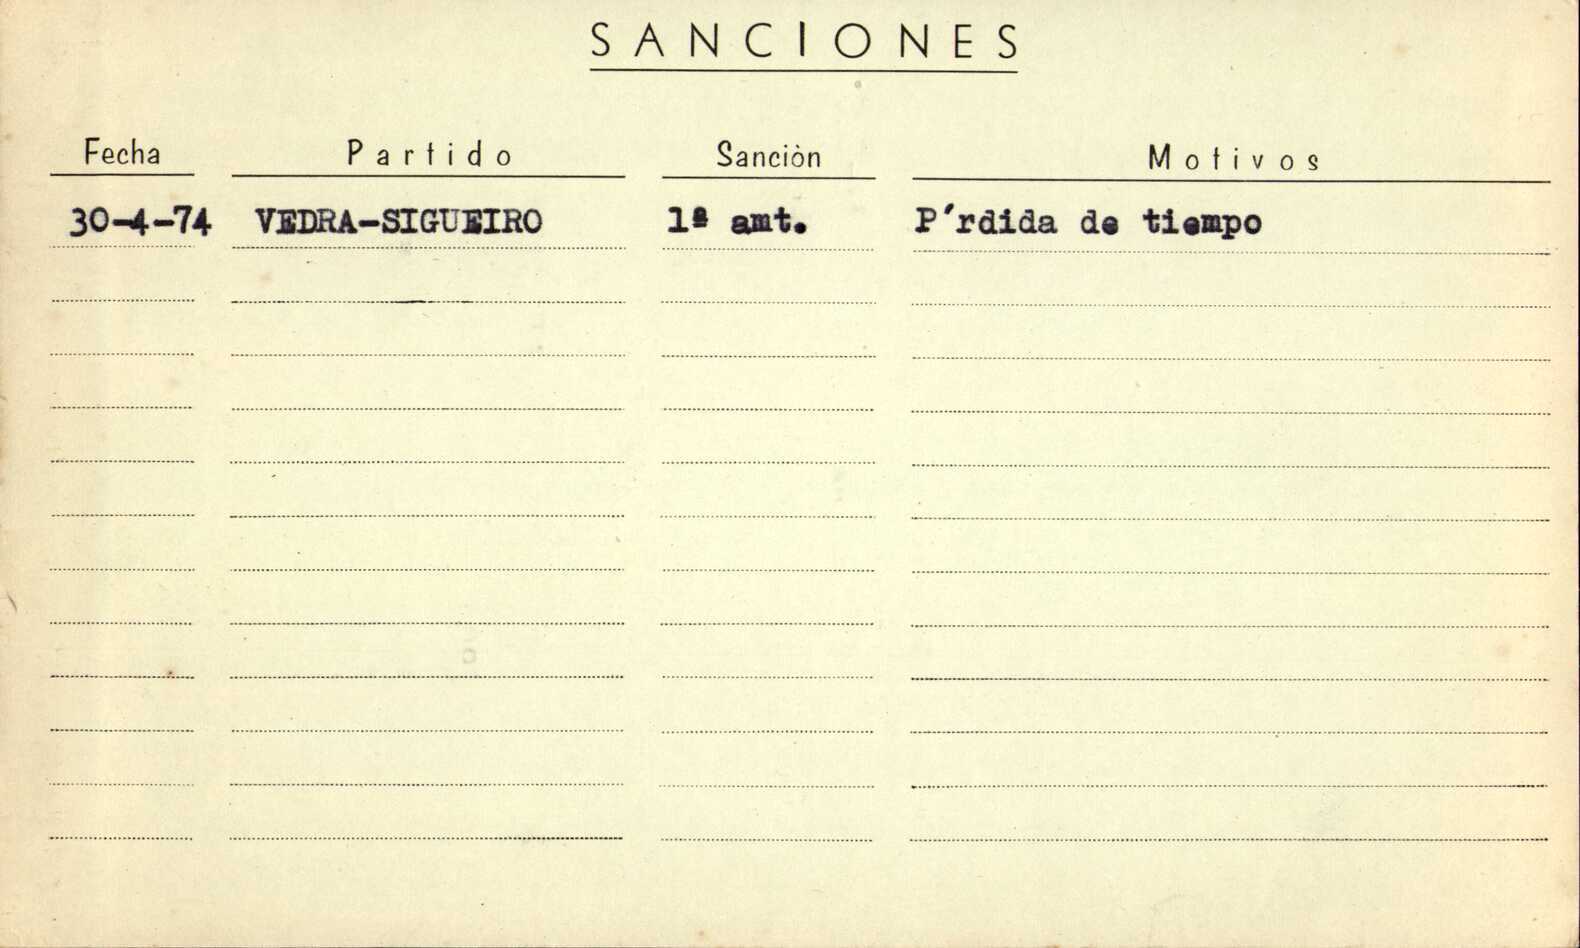 SANCIONES
Fecha Partido Sanciòn Motivos
30-4-74 VEDRA-SIGUEIRO 1ª amt. P´rdida de tiempo